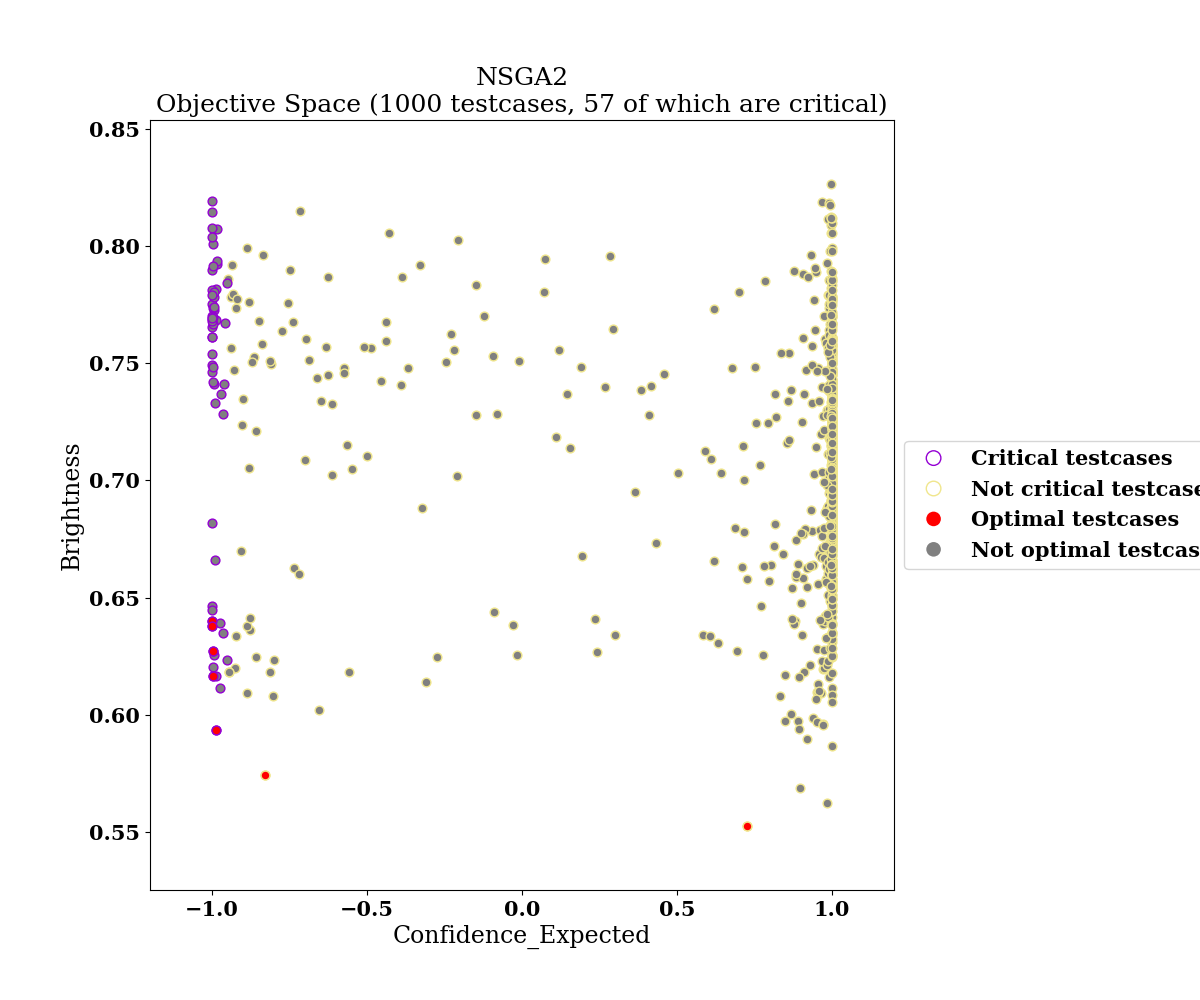 NSGA2
Objective Space (1000 testcases, 57 of which are critical)
0.85
0.80
0.75
0.70
0.65
0.60
0.55
Brightness
−1.0
−0.5
0.0
0.5
1.0
Confidence_Expected
Critical testcases
Not critical testcase
Optimal testcases
Not optimal testcas